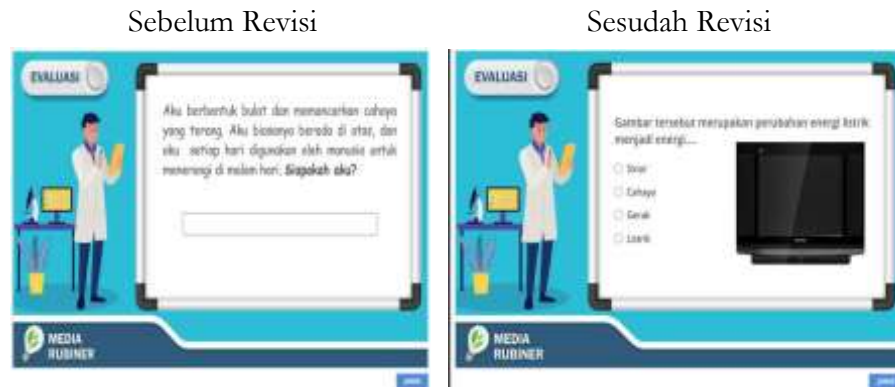 Sebelum Revisi
Sesudah Revisi
EVALUASI
Aku berbentuk bulat dan memancarkan cahaya
yang terang. Aku biasanya berada di atas, dan
aku setiap hari digunakan oleh manusia untuk
menerangi di malam hari. Siapakah aku?
MEDIA
RUBINER
EVALUASI
Gambar tersebut merupakan perubahan energi listrik
menjadi energi....
Cahaya
Gerak
Listrik
MEDIA
RUBINER